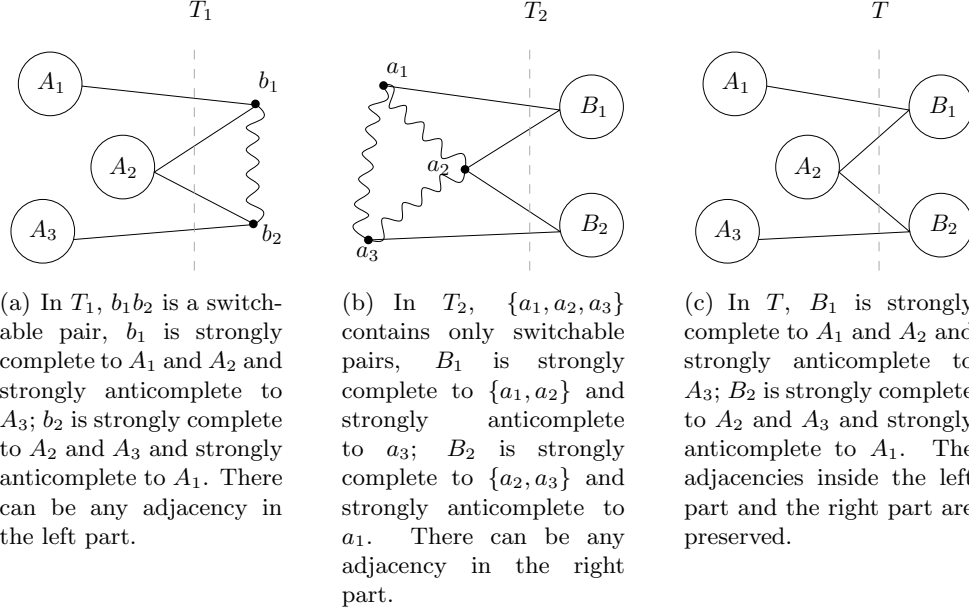 T₁
T₂
T
A₁
A₂
A₃
b₁
b₂
a₁
a₂
a₃
B₁
B₂
A₁
A₂
A₃
B₁
B₂
(a) In T₁, b₁b₂ is a switch-
able pair, b₁ is strongly
complete to A₁ and A₂ and
strongly anticomplete to
A₃; b₂ is strongly complete
to A₂ and A₃ and strongly
anticomplete to A₁. There
can be any adjacency in
the left part.
(b) In T₂, {a₁, a₂, a₃}
contains only switchable
pairs, B₁ is strongly
complete to {a₁, a₂} and
strongly anticomplete
to a₃; B₂ is strongly
complete to {a₂, a₃} and
strongly anticomplete to
a₁. There can be any
adjacency in the right
part.
(c) In T, B₁ is strongly
complete to A₁ and A₂ and
strongly anticomplete to
A₃; B₂ is strongly complete
to A₂ and A₃ and strongly
anticomplete to A₁. The
adjacencies inside the left
part and the right part are
preserved.